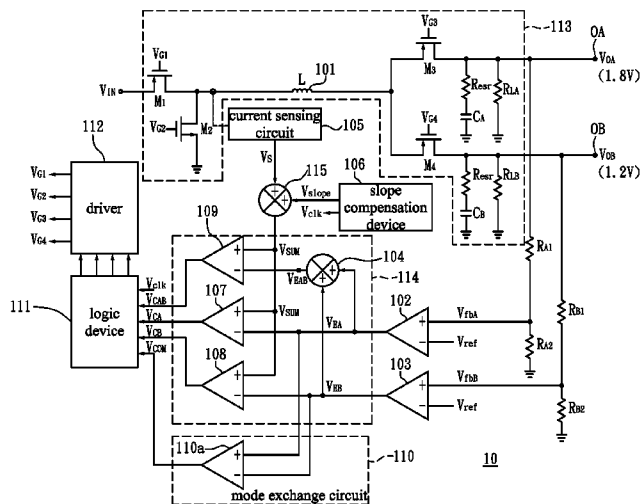 113
VG3
OA
VOA
(1.8V)
VG1
101
L
VIN
M1
M3
Resr
RLA
CA
VG2
M2
current sensing
circuit
105
VG4
OB
VOB
(1.2V)
M4
112
VS
106
Resr
RLB
115
Vslope
slope
compensation
device
Vclk
CB
VG1
VG2
VG3
VG4
driver
109
104
114
RA1
VSUM
VEAB
111
logic
device
Vclk
VCAB
VCA
VCB
VCOM
107
VSUM
102
VfbA
RB1
VEA
Vref
RA2
108
103
VfbB
VEB
Vref
RB2
110a
110
10
mode exchange circuit
+
−
+
−
+
−
+
−
+
−
+
−
+
+
+
+